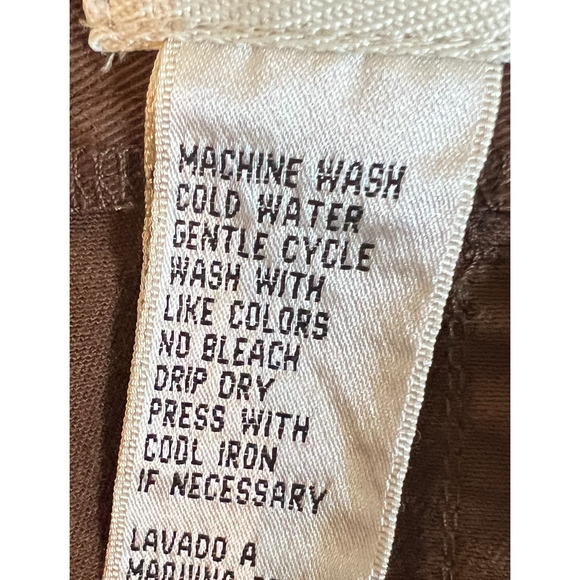 MACHINE WASH
COLD WATER
GENTLE CYCLE
WASH WITH
LIKE COLORS
NO BLEACH
DRIP DRY
PRESS WITH
COOL IRON
IF NECESSARY
LAVADO A
MAQUINA